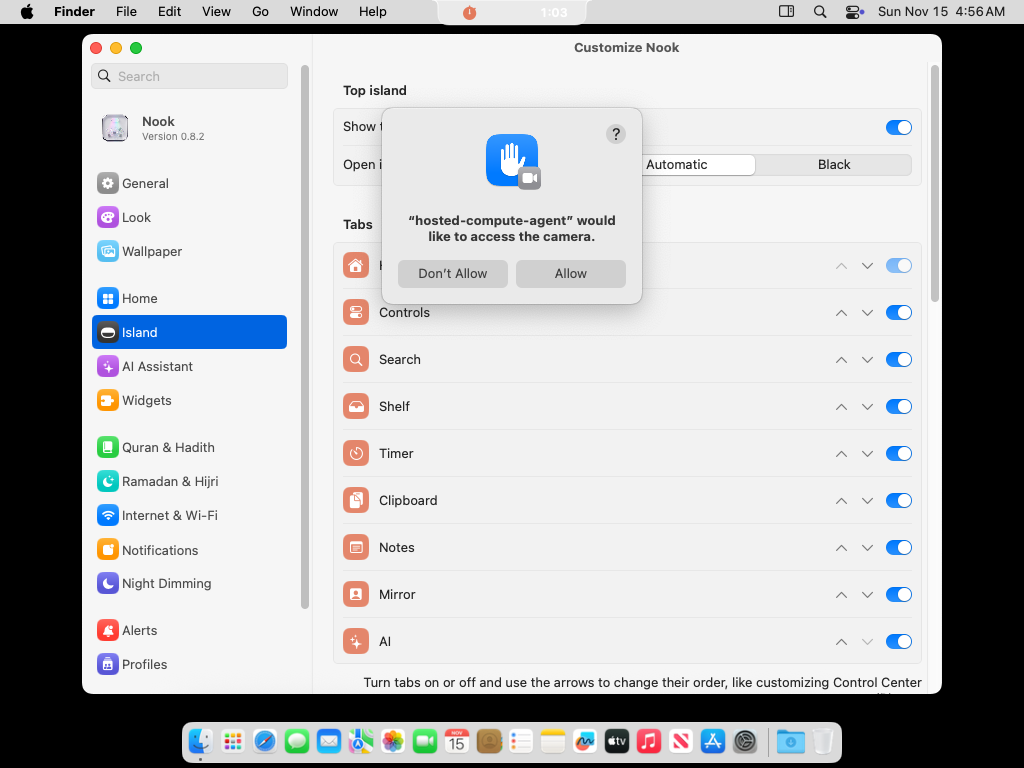 Finder File Edit View Go Window Help 1:03 Sun Nov 15 4:56 AM
Customize Nook
Search
Nook
Version 0.8.2
General
Look
Wallpaper
Home
Island
AI Assistant
Widgets
Quran & Hadith
Ramadan & Hijri
Internet & Wi-Fi
Notifications
Night Dimming
Alerts
Profiles
Top island
Show
Open
Automatic Black
?
“hosted-compute-agent” would
like to access the camera.
Don't Allow Allow
Tabs
Controls
Search
Shelf
Timer
Clipboard
Notes
Mirror
AI
Turn tabs on or off and use the arrows to change their order, like customizing Control Center
NOV
15
tv